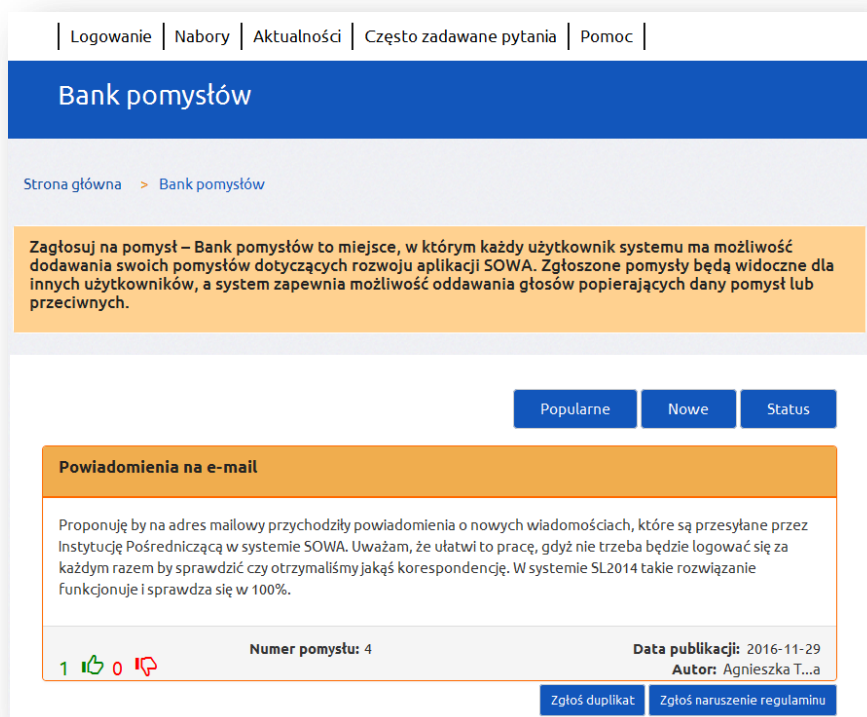 Logowanie Nabory Aktualności Często zadawane pytania Pomoc
Bank pomysłów
Strona główna > Bank pomysłów
Zagłosuj na pomysł – Bank pomysłów to miejsce, w którym każdy użytkownik systemu ma możliwość
dodawania swoich pomysłów dotyczących rozwoju aplikacji SOWA. Zgłoszone pomysły będą widoczne dla
innych użytkowników, a system zapewnia możliwość oddawania głosów popierających dany pomysł lub
przeciwnych.
Popularne Nowe Status
Powiadomienia na e-mail
Proponuję by na adres mailowy przychodziły powiadomienia o nowych wiadomościach, które są przesyłane przez
Instytucję Pośredniczącą w systemie SOWA. Uważam, że ułatwi to pracę, gdyż nie trzeba będzie logować się za
każdym razem by sprawdzić czy otrzymaliśmy jakąś korespondencję. W systemie SL2014 takie rozwiązanie
funkcjonuje i sprawdza się w 100%.
Numer pomysłu: 4 Data publikacji: 2016-11-29
1 0 Autor: Agnieszka T...a
Zgłoś duplikat Zgłoś naruszenie regulaminu